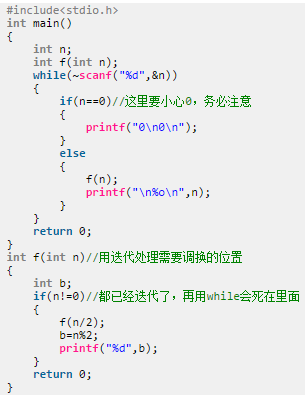 #include<stdio.h>
int main()
{
    int n;
    int f(int n);
    while(~scanf("%d",&n))
    {
        if(n==0)//这里要小心0，务必注意
        {
            printf("0\n0\n");
        }
        else
        {
            f(n);
            printf("\n%o\n",n);
        }
    }
    return 0;
}
int f(int n)//用迭代处理需要调换的位置
{
    int b;
    if(n!=0)//都已经迭代了，再用while会死在里面
    {
        f(n/2);
        b=n%2;
        printf("%d",b);
    }
    return 0;
}